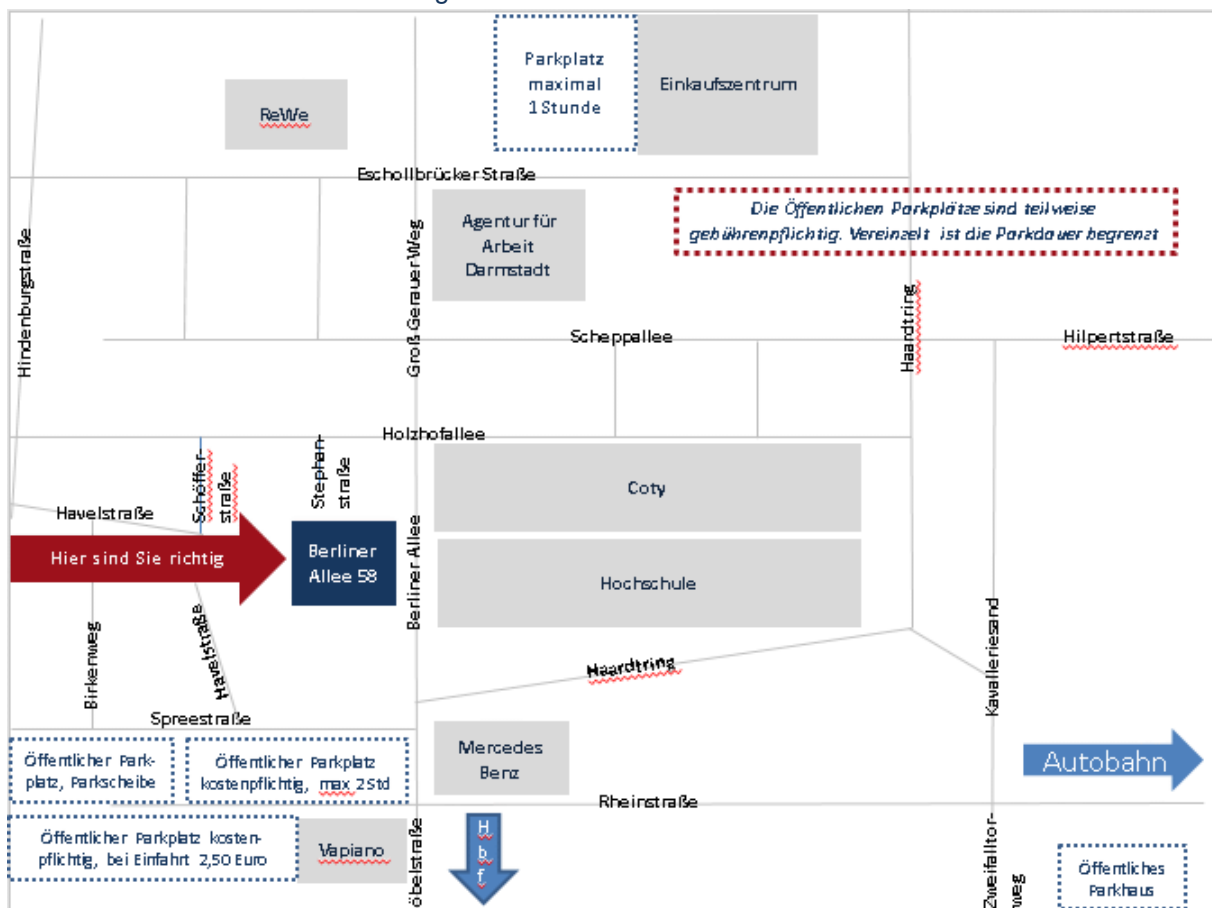 Parkplatz
maximal
1 Stunde
Einkaufszentrum
ReWe
Eschollbrücker Straße
Die Öffentlichen Parkplätze sind teilweise
gebührenpflichtig. Vereinzelt ist die Parkdauer begrenzt
Agentur für
Arbeit
Darmstadt
Hindenburgstraße
Groß Gerauer Weg
Haardtring
Scheppallee
Hilpertstraße
Holzhofallee
Schöffer-
straße
Stephan-
straße
Coty
Havelstraße
Hier sind Sie richtig
Berliner
Allee 58
Berliner Allee
Hochschule
Birkenweg
Havelstraße
Haardtring
Kavalleriesand
Spreestraße
Öffentlicher Park-
platz, Parkscheibe
Öffentlicher Parkplatz
kostenpflichtig, max 2 Std
Mercedes
Benz
Autobahn
Rheinstraße
Öffentlicher Parkplatz kosten-
pflichtig, bei Einfahrt 2,50 Euro
Vapiano
öbelstraße
H
b
f
Zweifalltor-
weg
Öffentliches
Parkhaus